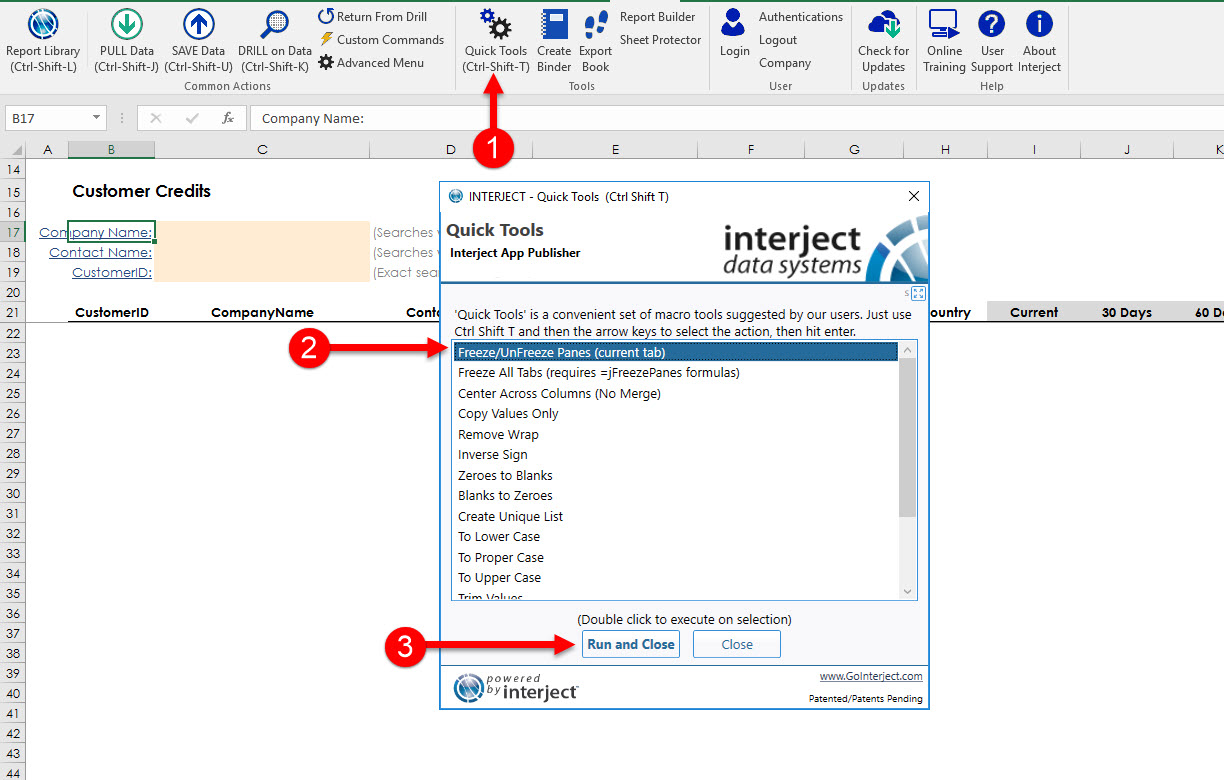 Report Library
(Ctrl-Shift-L)
PULL Data
(Ctrl-Shift-J)
SAVE Data
(Ctrl-Shift-U)
DRILL on Data
(Ctrl-Shift-K)
Return From Drill
Custom Commands
Advanced Menu
Common Actions
Quick Tools
(Ctrl-Shift-T)
Create
Binder
Export
Book
Report Builder
Sheet Protector
Tools
Login
Authentications
Logout
Company
User
Check for
Updates
Updates
Online
Training
User
Support
About
Interject
Help
B17
fx
Company Name:
1
A B C D E F G H I J K
14
15 Customer Credits
16
17 Company Name: (Searches
18 Contact Name: (Searches
19 CustomerID: (Exact
20
21 CustomerID CompanyName Current 30 Days 60
22
23
24
25
26
27
28
29
30
31
32
33
34
35
36
37
38
39
40
41
42
43
44
INTERJECT - Quick Tools (Ctrl Shift T)
Quick Tools
Interject App Publisher
interject
data systems
s
'Quick Tools' is a convenient set of macro tools suggested by our users. Just use
Ctrl Shift T and then the arrow keys to select the action, then hit enter.
2
Freeze/UnFreeze Panes (current tab)
Freeze All Tabs (requires =jFreezePanes formulas)
Center Across Columns (No Merge)
Copy Values Only
Remove Wrap
Inverse Sign
Zeroes to Blanks
Blanks to Zeroes
Create Unique List
To Lower Case
To Proper Case
To Upper Case
Trim Values
(Double click to execute on selection)
3
Run and Close
Close
powered
by interject
www.GoInterject.com
Patented/Patents Pending